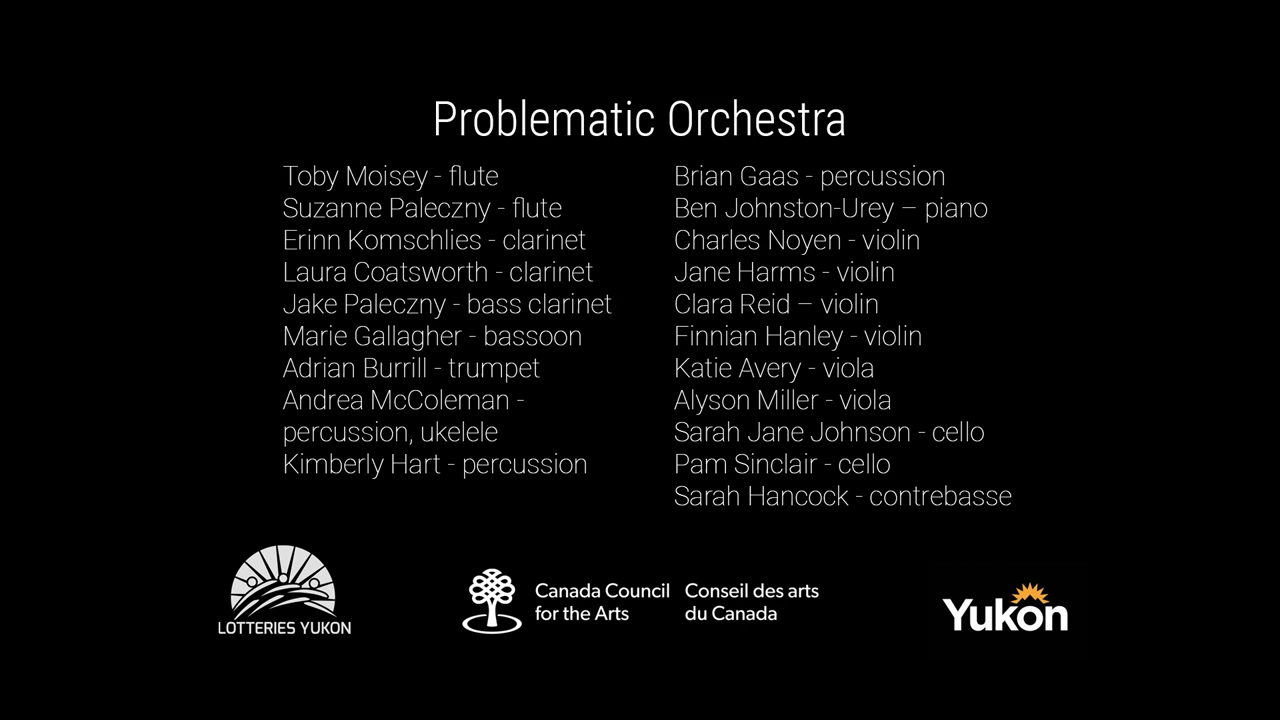 Problematic Orchestra
Toby Moisey - flute
Suzanne Paleczny - flute
Erinn Komschlies - clarinet
Laura Coatsworth - clarinet
Jake Paleczny - bass clarinet
Marie Gallagher - bassoon
Adrian Burrill - trumpet
Andrea McColeman -
percussion, ukelele
Kimberly Hart - percussion
Brian Gaas - percussion
Ben Johnston-Urey – piano
Charles Noyen - violin
Jane Harms - violin
Clara Reid – violin
Finnian Hanley - violin
Katie Avery - viola
Alyson Miller - viola
Sarah Jane Johnson - cello
Pam Sinclair - cello
Sarah Hancock - contrebasse
LOTTERIES YUKON
Canada Council
for the Arts
Conseil des arts
du Canada
Yukon